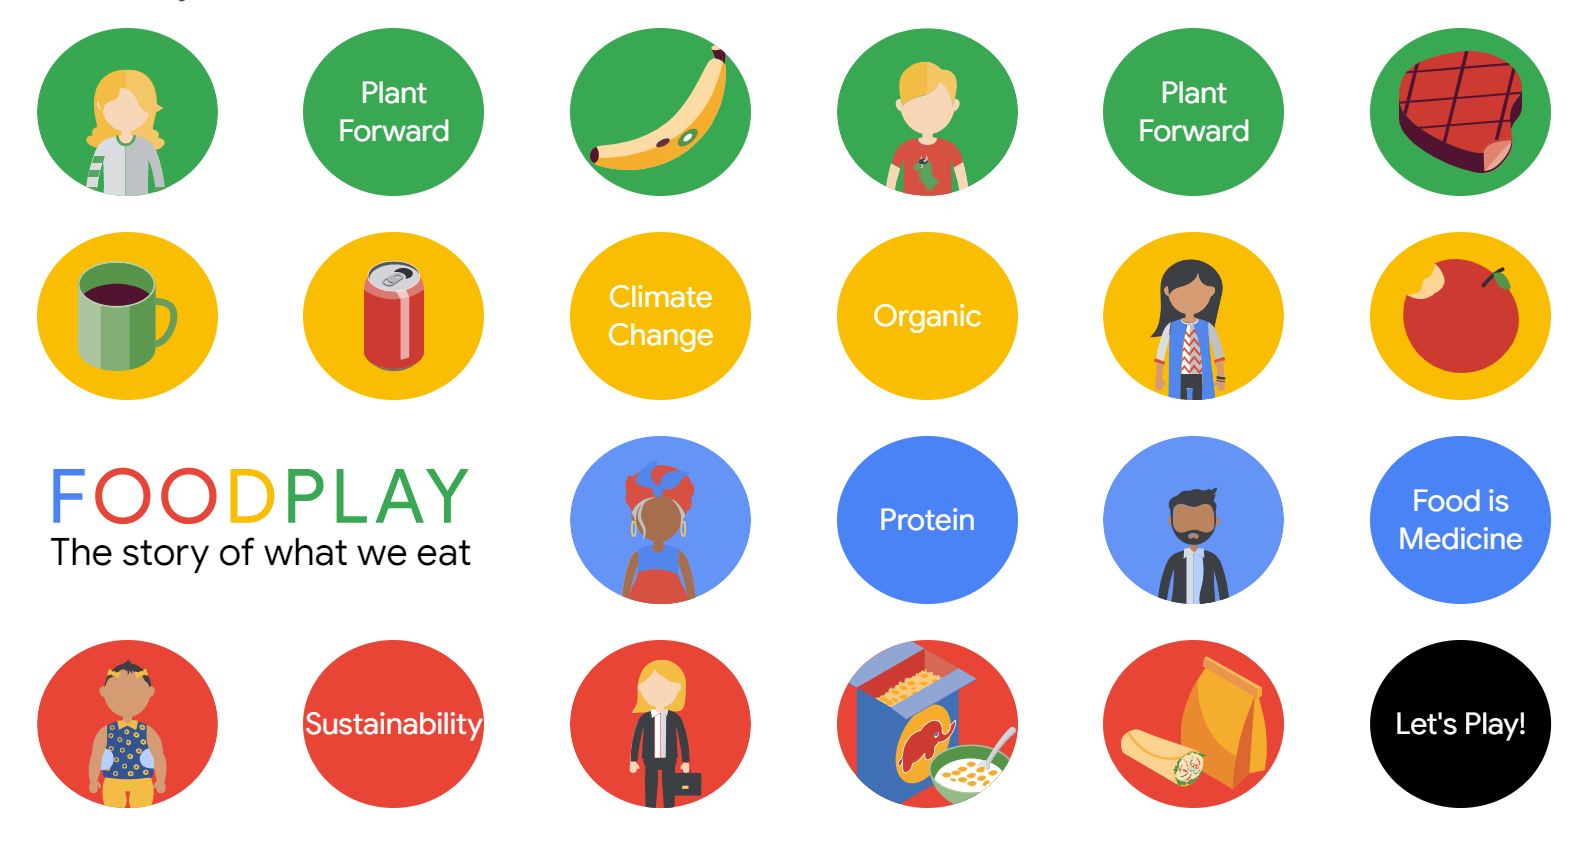 Plant
Forward
Plant
Forward
Climate
Change
Organic
FOODPLAY
The story of what we eat
Protein
Food is
Medicine
Sustainability
Let's Play!